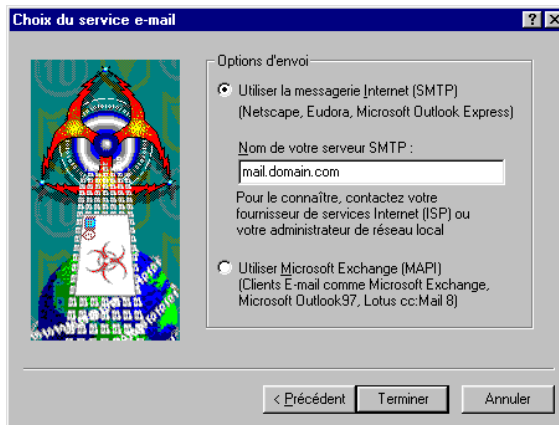 Choix du service e-mail
Options d'envoi
Utiliser la messagerie Internet (SMTP)
(Netscape, Eudora, Microsoft Outlook Express)
Nom de votre serveur SMTP :
mail.domain.com
Pour le connaître, contactez votre
fournisseur de services Internet (ISP) ou
votre administrateur de réseau local
Utiliser Microsoft Exchange (MAPI)
(Clients E-mail comme Microsoft Exchange,
Microsoft Outlook97, Lotus cc:Mail 8)
< Précédent
Terminer
Annuler